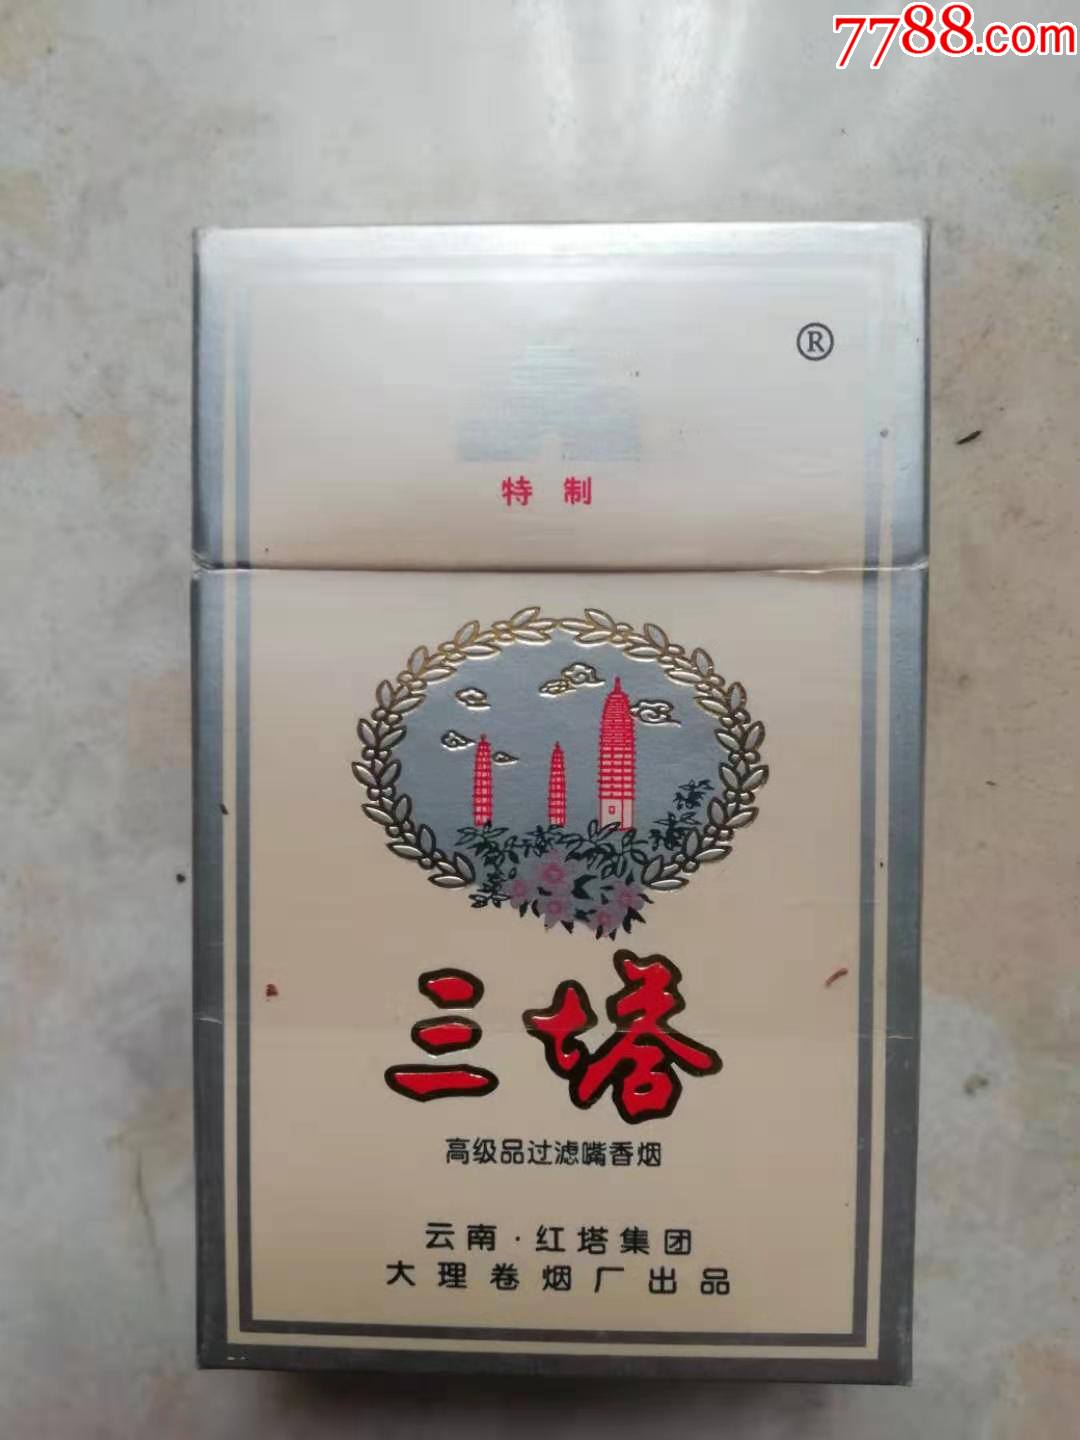 7788.com
®
特制
三塔
高级品过滤嘴香烟
云南·红塔集团
大理卷烟厂出品